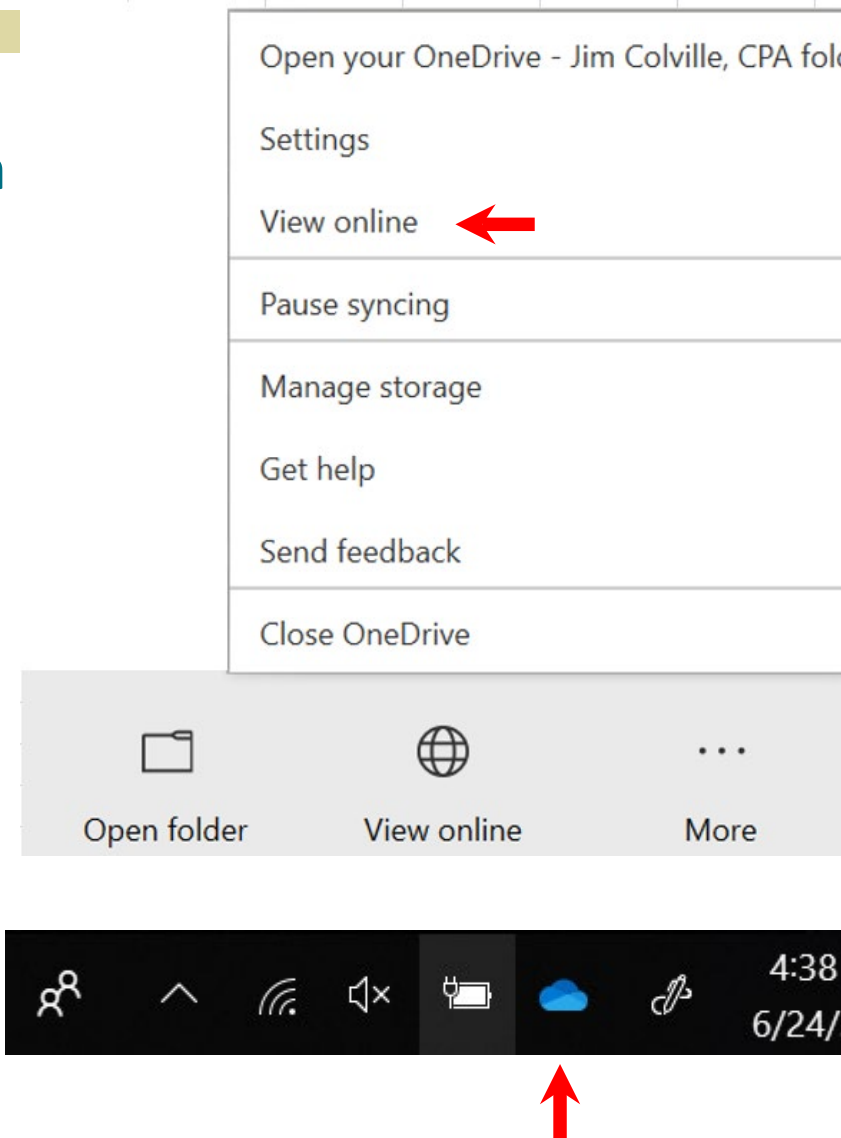 Open your OneDrive - Jim Colville, CPA
Settings
View online
Pause syncing
Manage storage
Get help
Send feedback
Close OneDrive
Open folder View online More
4:38
6/24/